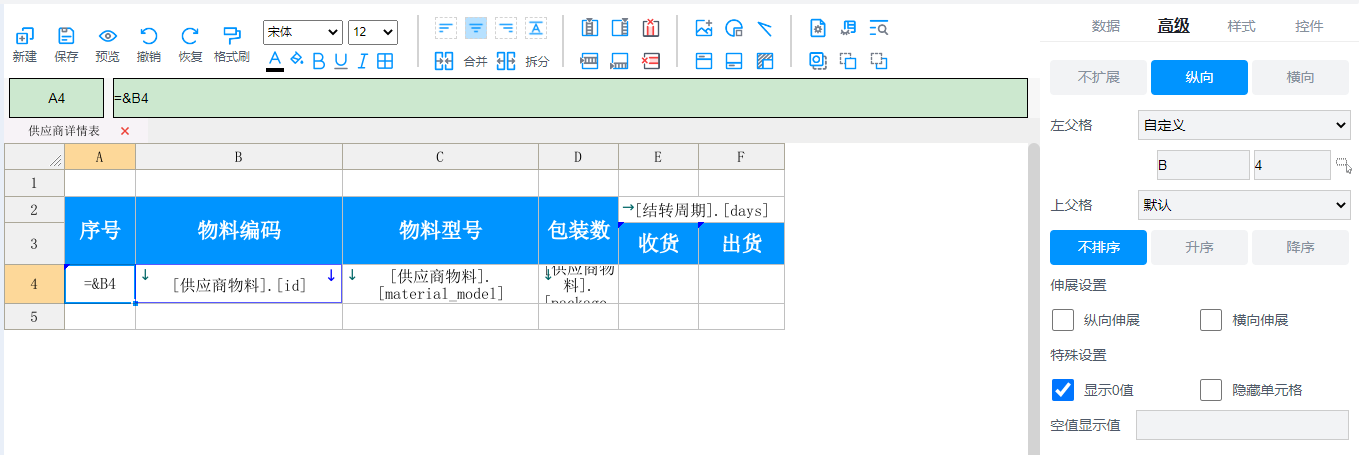 新建 保存 预览 撤销 恢复 格式刷
宋体 12
A B U I
合并 拆分
数据 高级 样式 控件
不扩展 纵向 横向
A4 =&B4
供应商详情表 ×
左父格 自定义
B 4
上父格 默认
不排序 升序 降序
伸展设置
纵向伸展 横向伸展
特殊设置
显示0值 隐藏单元格
空值显示值
A B C D E F
1
2 序号 物料编码 物料型号 包装数 →[结转周期].[days]
3 收货 出货
4 =&B4 ↓ [供应商物料].[id] ↓ ↓ [供应商物料].
[material_model] ↓ [供应商物
料].
5